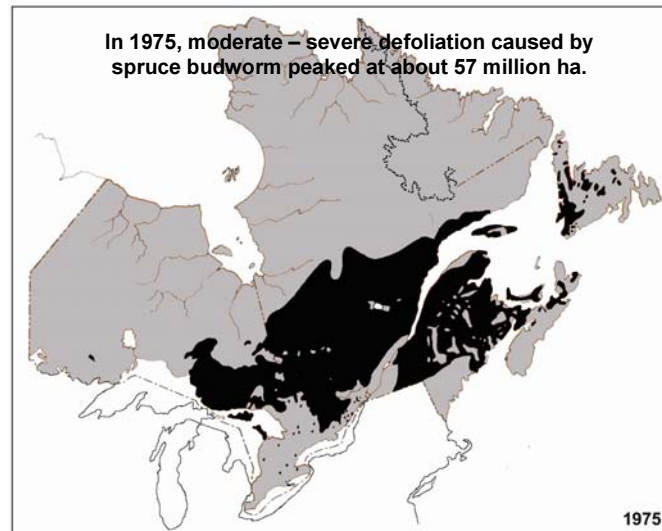 In 1975, moderate – severe defoliation caused by
spruce budworm peaked at about 57 million ha.
1975